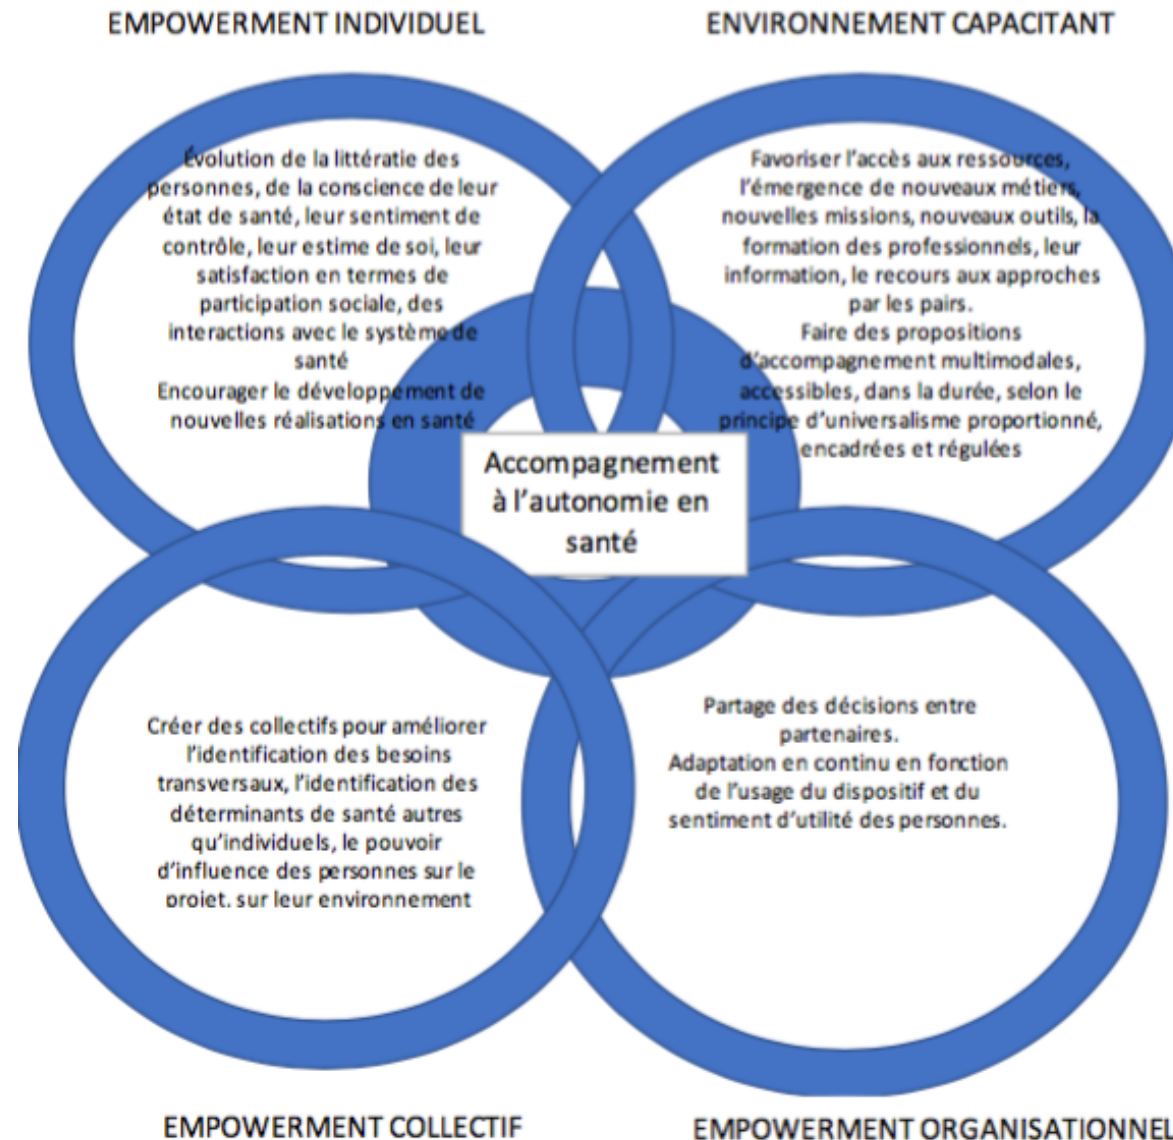 EMPOWERMENT INDIVIDUEL
ENVIRONNEMENT CAPACITANT
Évolution de la littératie des
personnes, de la conscience de leur
état de santé, leur sentiment de
contrôle, leur estime de soi, leur
satisfaction en termes de
participation sociale, des
interactions avec le système de
santé
Encourager le développement de
nouvelles réalisations en santé
Favoriser l'accès aux ressources,
l'émergence de nouveaux métiers,
nouvelles missions, nouveaux outils, la
formation des professionnels, leur
information, le recours aux approches
par les pairs.
Faire des propositions
d'accompagnement multimodales,
accessibles, dans la durée, selon le
principe d'universalisme proportionné,
encadrées et régulées
Accompagnement
à l'autonomie en
santé
Créer des collectifs pour améliorer
l'identification des besoins
transversaux, l'identification des
déterminants de santé autres
qu'individuels, le pouvoir
d'influence des personnes sur le
projet, sur leur environnement
Partage des décisions entre
partenaires.
Adaptation en continu en fonction
de l'usage du dispositif et du
sentiment d'utilité des personnes.
EMPOWERMENT COLLECTIF
EMPOWERMENT ORGANISATIONNEL